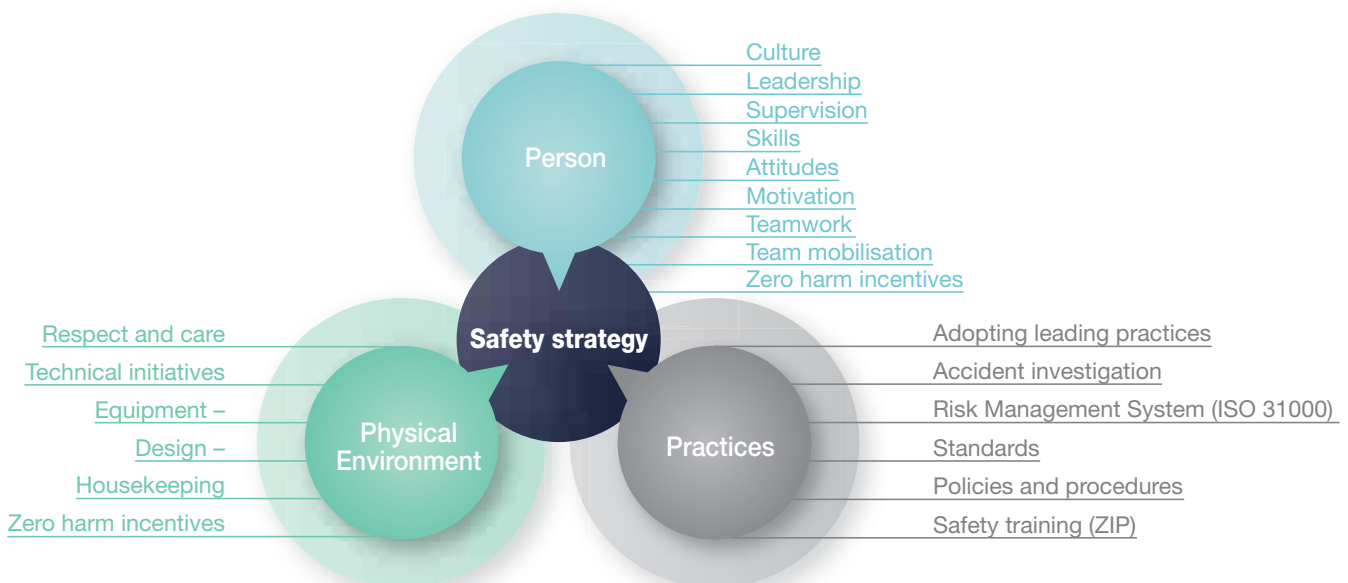 Culture
Leadership
Supervision
Skills
Attitudes
Motivation
Teamwork
Team mobilisation
Zero harm incentives
Person
Safety strategy
Respect and care
Technical initiatives
Equipment –
Design –
Housekeeping
Zero harm incentives
Physical
Environment
Practices
Adopting leading practices
Accident investigation
Risk Management System (ISO 31000)
Standards
Policies and procedures
Safety training (ZIP)